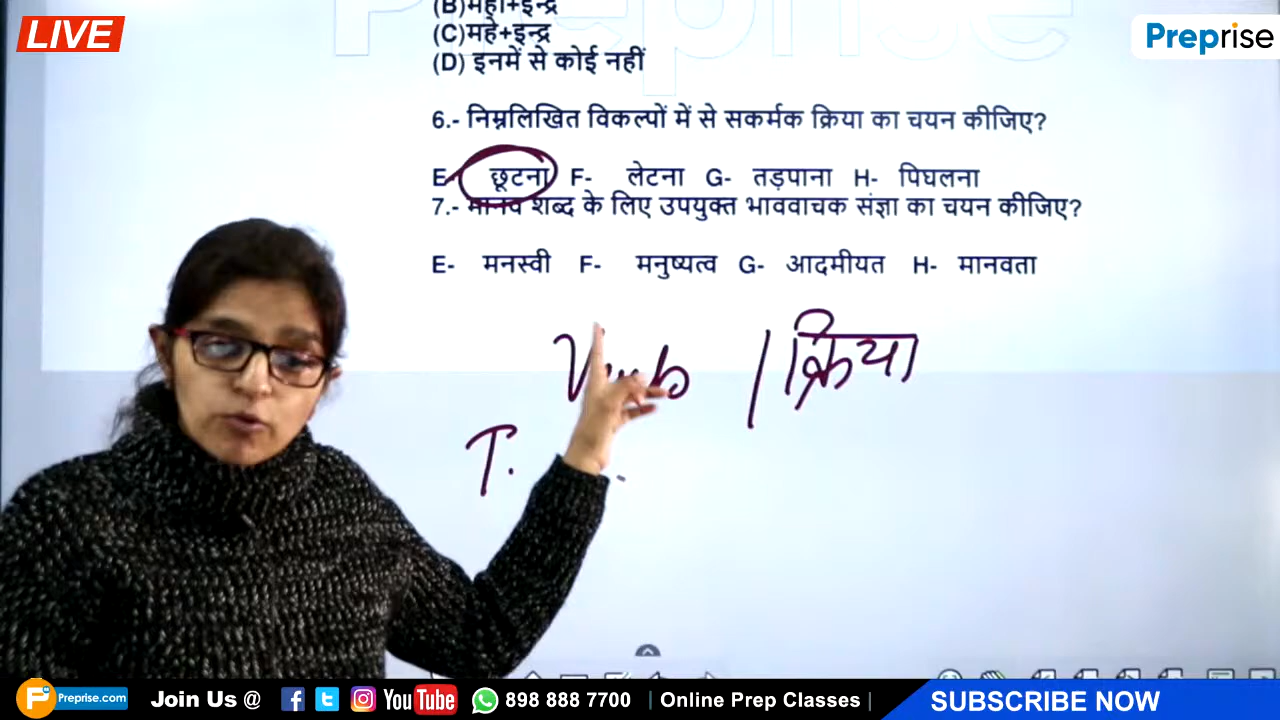 LIVE
Preprise
(B)महा+इन्द्र
(C)महे+इन्द्र
(D) इनमें से कोई नहीं
6.- निम्नलिखित विकल्पों में से सकर्मक क्रिया का चयन कीजिए?
E- छूटना F- लेटना G- तड़पाना H- पिघलना
7.- मानव शब्द के लिए उपयुक्त भाववाचक संज्ञा का चयन कीजिए?
E- मनस्वी F- मनुष्यत्व G- आदमीयत H- मानवता
/ क्रिया
T.
Preprise.com Join Us @ YouTube 898 888 7700 | Online Prep Classes | SUBSCRIBE NOW